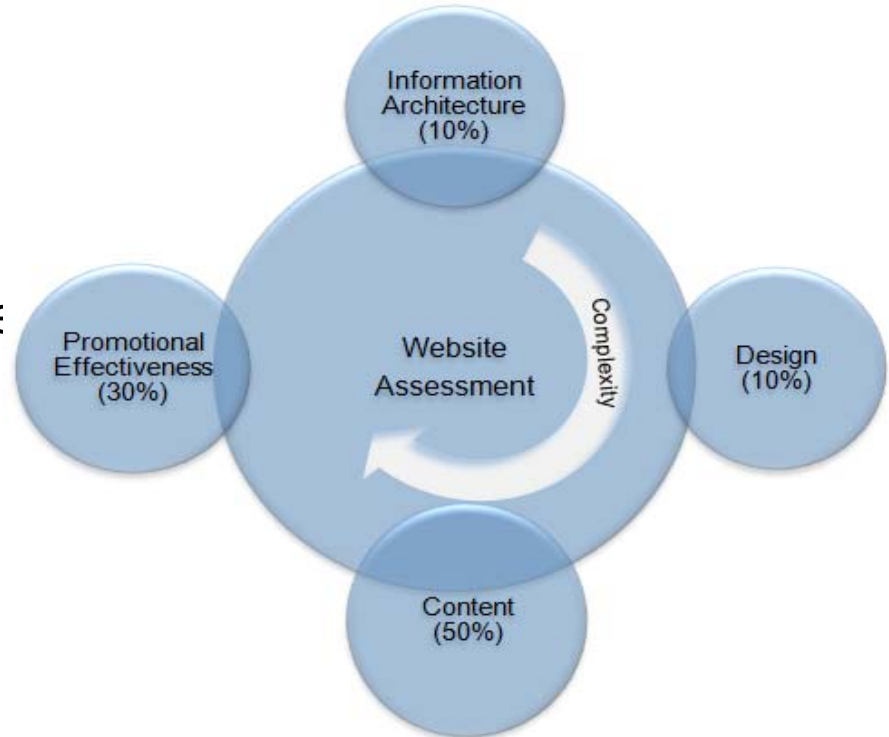 Information
Architecture
(10%)
Promotional
Effectiveness
(30%)
Website
Assessment
Complexity
Design
(10%)
Content
(50%)